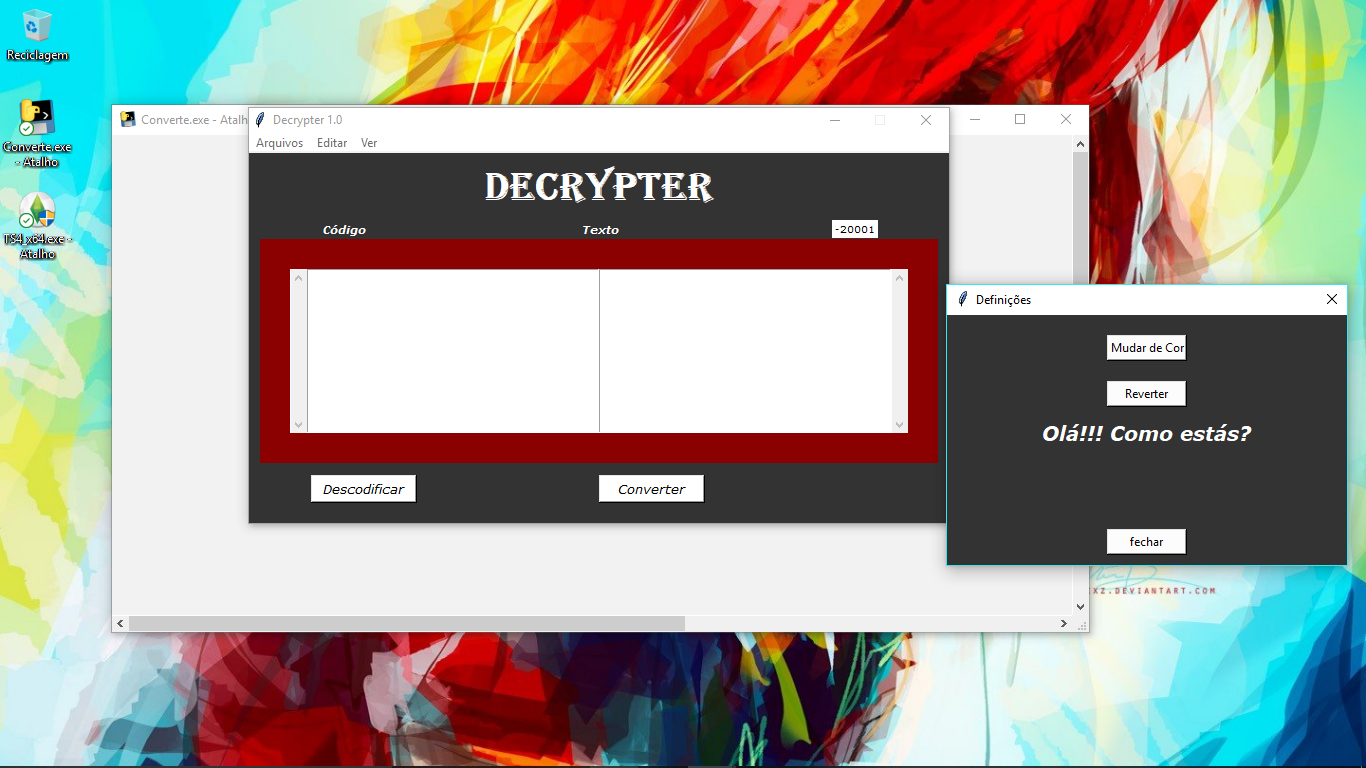 Reciclagem
Converte.exe
- Atalho
TS4_x64.exe -
Atalho
Converte.exe - Atalh
Decrypter 1.0
Arquivos Editar Ver
DECRYPTER
Código Texto -20001
Descodificar Converter
Definições
Mudar de Cor
Reverter
Olá!!! Como estás?
fechar
XZ.DEVIANTART.COM